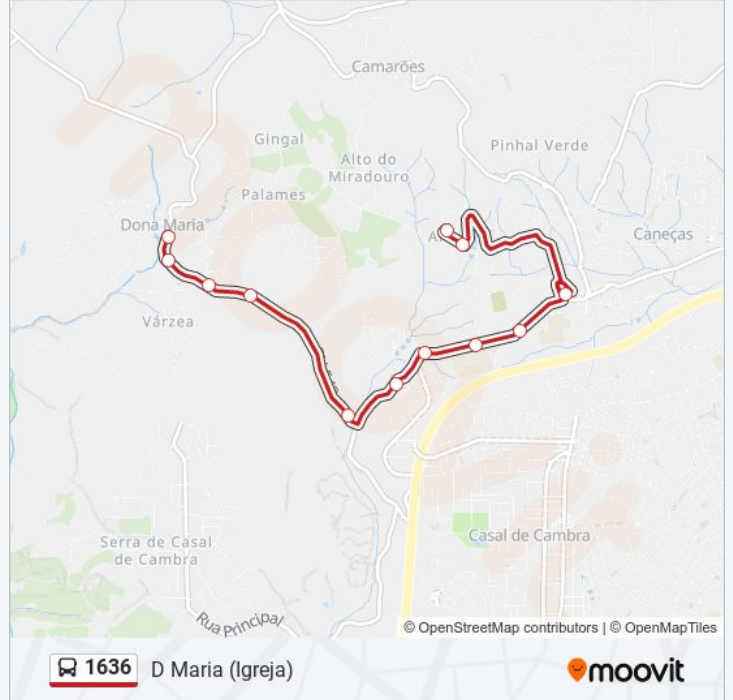 Camarões
Gingal
Pinhal Verde
Alto do
Miradouro
Palames
Dona Maria
Caneças
Várzea
Casal de Cambra
Serra de Casal
de Cambra
Rua Principal
© OpenStreetMap contributors | © OpenMapTiles
1636 D Maria (Igreja)
moovit